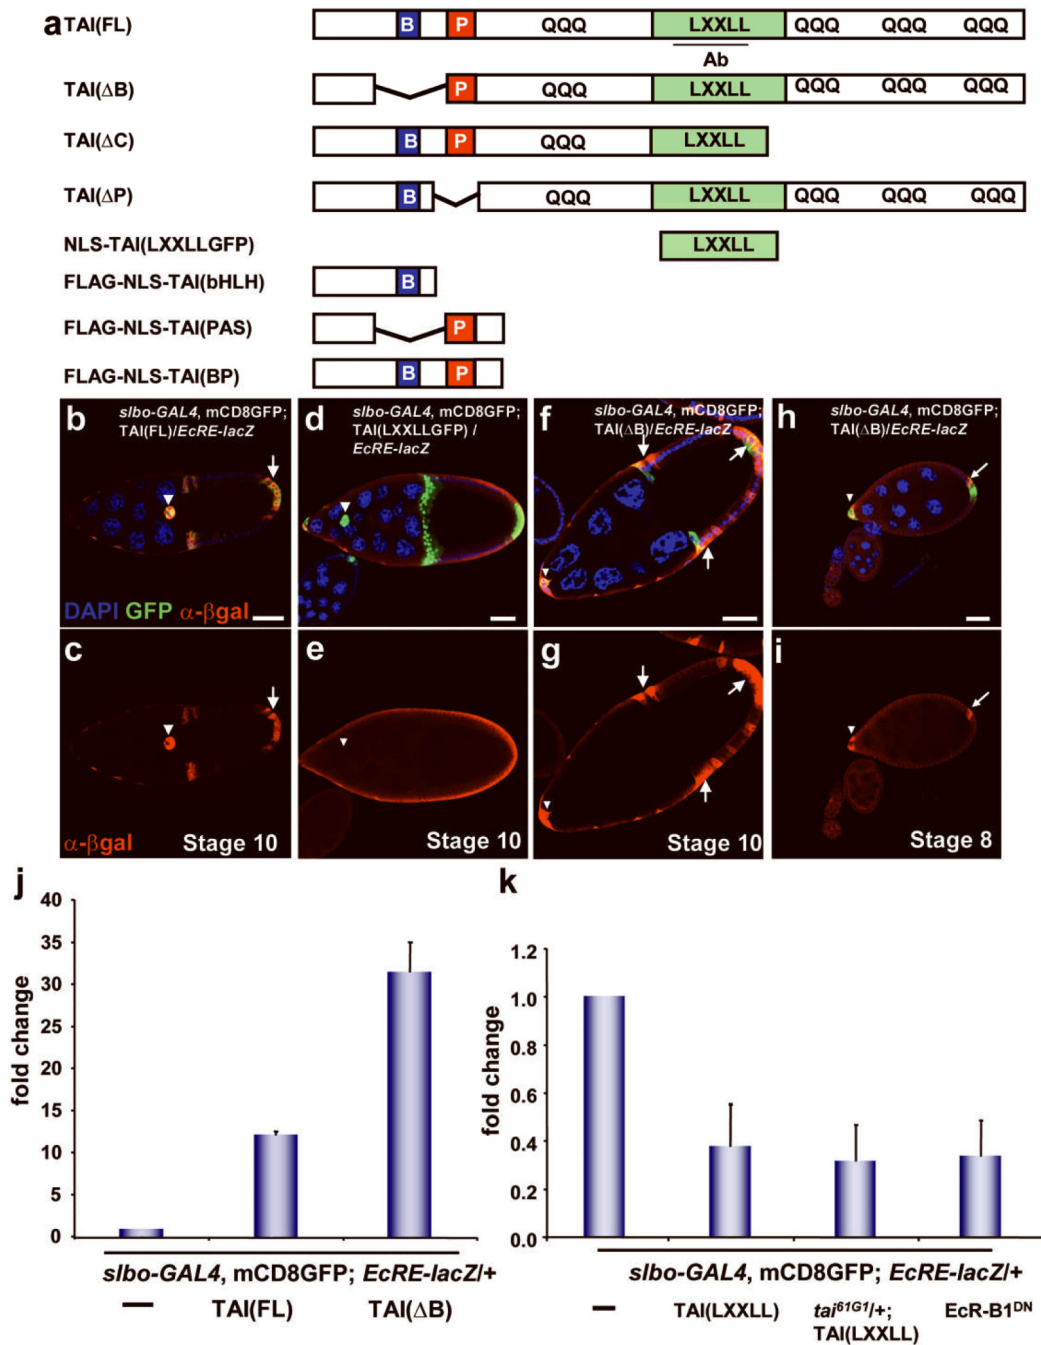 a TAI(FL) B P QQQ LXXLL QQQ QQQ QQQ
Ab
TAI(ΔB) P QQQ LXXLL QQQ QQQ QQQ
TAI(ΔC) B P QQQ LXXLL
TAI(ΔP) B QQQ LXXLL QQQ QQQ QQQ
NLS-TAI(LXXLLGFP) LXXLL
FLAG-NLS-TAI(bHLH) B
FLAG-NLS-TAI(PAS) P
FLAG-NLS-TAI(BP) B P
b
slbo-GAL4, mCD8GFP;
TAI(FL)/EcRE-lacZ
DAPI GFP α-βgal
d
slbo-GAL4, mCD8GFP;
TAI(LXXLLGFP) /
EcRE-lacZ
f
slbo-GAL4, mCD8GFP;
TAI(ΔB)/EcRE-lacZ
h
slbo-GAL4, mCD8GFP;
TAI(ΔB)/EcRE-lacZ
c
α-βgal Stage 10
e
Stage 10
g
Stage 10
i
Stage 8
j
fold change
40
35
30
25
20
15
10
5
0
slbo-GAL4, mCD8GFP; EcRE-lacZ/+
— TAI(FL) TAI(ΔB)
k
fold change
1.2
1.0
0.8
0.6
0.4
0.2
0.0
slbo-GAL4, mCD8GFP; EcRE-lacZ/+
– TAI(LXXLL) tai61G1/+; EcR-B1DN
TAI(LXXLL)